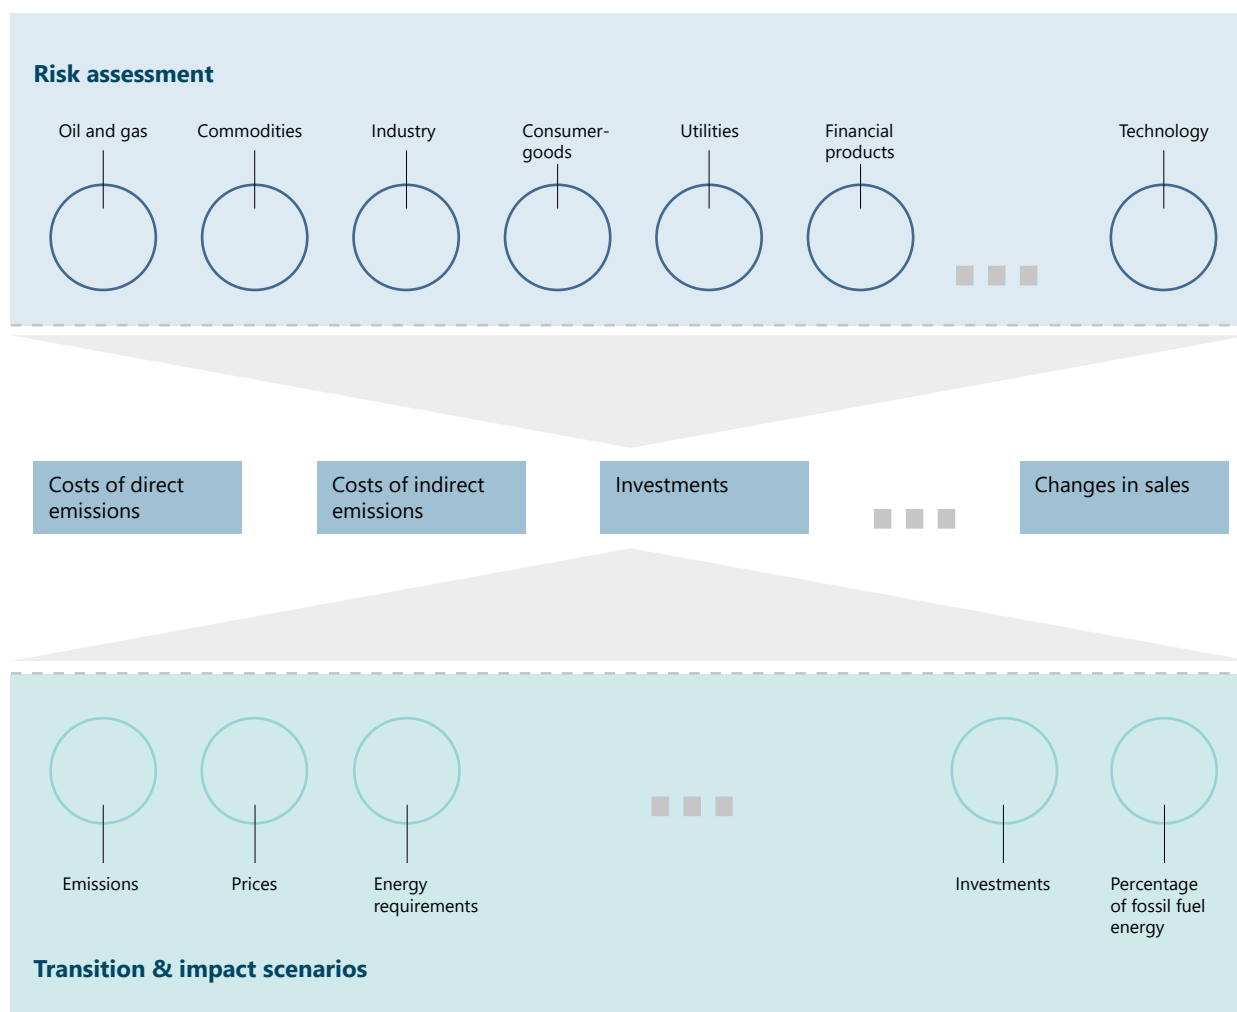 Risk assessment
Oil and gas
Commodities
Industry
Consumer-
goods
Utilities
Financial
products
Technology
Costs of direct
emissions
Costs of indirect
emissions
Investments
Changes in sales
Emissions
Prices
Energy
requirements
Investments
Percentage
of fossil fuel
energy
Transition & impact scenarios